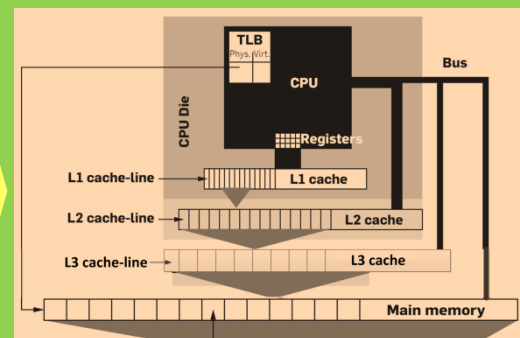 TLB
Phys. Virt.
CPU
Bus
CPU Die
Registers
L1 cache-line
L1 cache
L2 cache-line
L2 cache
L3 cache-line
L3 cache
Main memory